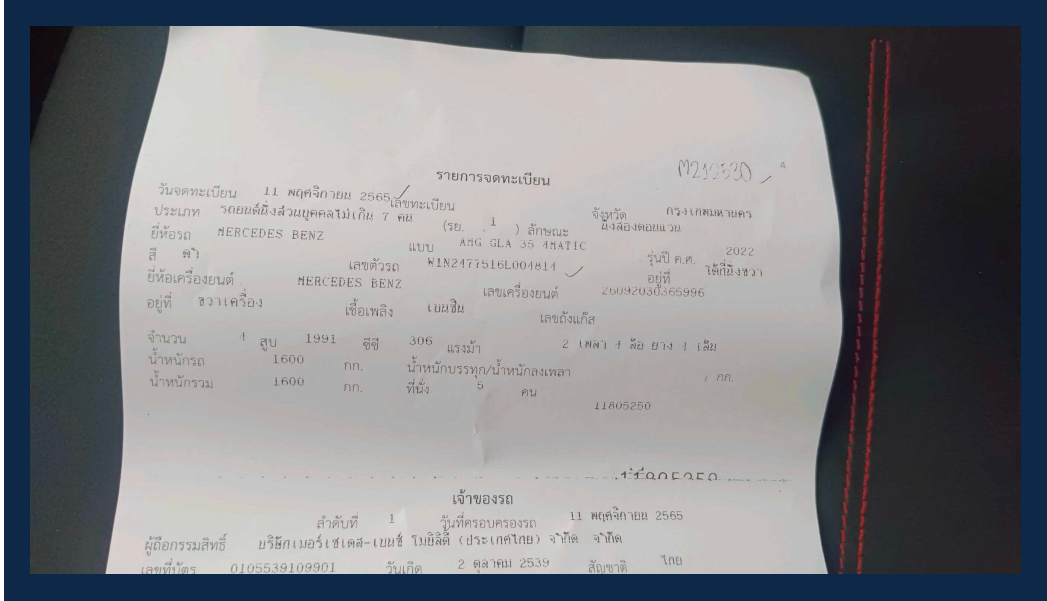 รายการจดทะเบียน
M212530
วันจดทะเบียน 11 พฤศจิกายน 2565 เลขทะเบียน จังหวัด กรุงเทพมหานคร
ประเภท รถยนต์นั่งส่วนบุคคลไม่เกิน 7 คน (รย. 1 ) ลักษณะ นั่งสองตอนแวน
ยี่ห้อรถ MERCEDES BENZ แบบ AMG GLA 35 4MATIC รุ่นปี ค.ศ. 2022
สี ดำ เลขตัวรถ W1N2477516L004814 อยู่ที่ ใต้ที่นั่งขวา
ยี่ห้อเครื่องยนต์ MERCEDES BENZ เลขเครื่องยนต์ 26092030365996
อยู่ที่ ขวาเครื่อง เชื้อเพลิง เบนซิน เลขถังแก๊ส
จำนวน 4 สูบ 1991 ซีซี 306 แรงม้า 2 เพลา 4 ล้อ ยาง 4 เส้น
น้ำหนักรถ 1600 กก. น้ำหนักบรรทุก/น้ำหนักลงเพลา / กก.
น้ำหนักรวม 1600 กก. ที่นั่ง 5 คน
11805250
เจ้าของรถ
ลำดับที่ 1 วันที่ครอบครองรถ 11 พฤศจิกายน 2565
ผู้ถือกรรมสิทธิ์ บริษัทเมอร์เซเดส-เบนซ์ โมบิลิตี้ (ประเทศไทย) จำกัด จำกัด
เลขที่บัตร 0105539109901 วันเกิด 2 ตุลาคม 2539 สัญชาติ ไทย